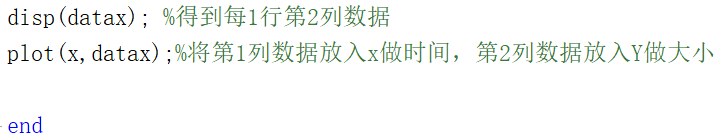 disp(datax); %得到每1行第2列数据
plot(x,datax);%将第1列数据放入x做时间，第2列数据放入Y做大小
end